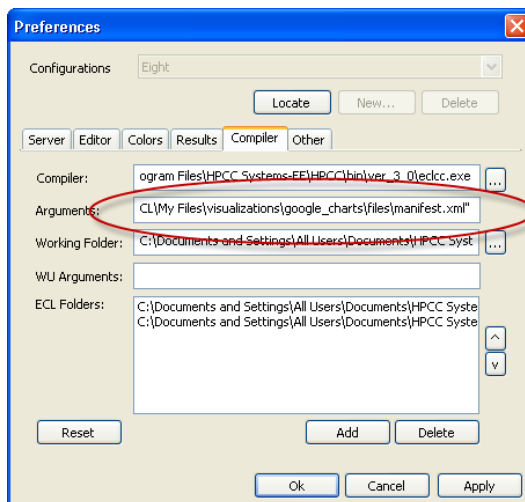 Preferences
Configurations Eight
Locate New... Delete
Server Editor Colors Results Compiler Other
Compiler: ogram Files\HPCC Systems-EE\HPCC\bin\ver_3_0\eclcc.exe ...
Arguments: CL\My Files\visualizations\google_charts\files\manifest.xml"
Working Folder: C:\Documents and Settings\All Users\Documents\HPCC Syst ...
WU Arguments:
ECL Folders: C:\Documents and Settings\All Users\Documents\HPCC Syste
C:\Documents and Settings\All Users\Documents\HPCC Syste
Reset Add Delete
Ok Cancel Apply